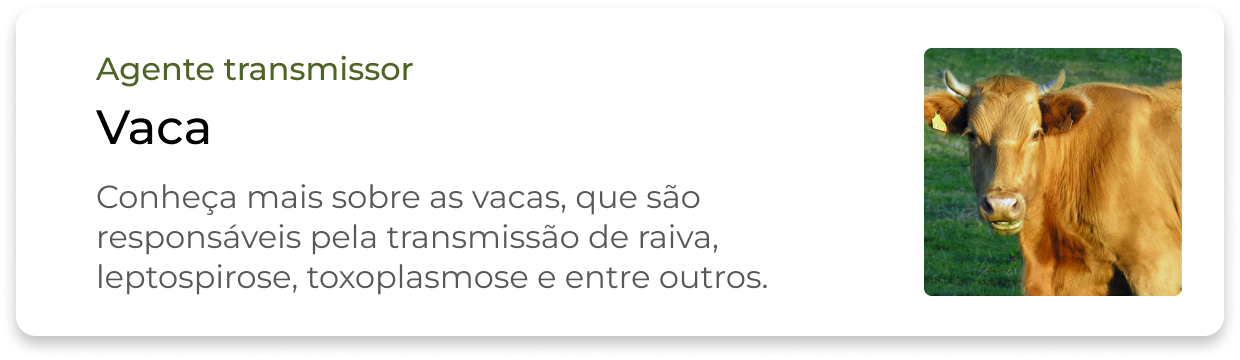 Agente transmissor
Vaca
Conheça mais sobre as vacas, que são
responsáveis pela transmissão de raiva,
leptospirose, toxoplasmose e entre outros.